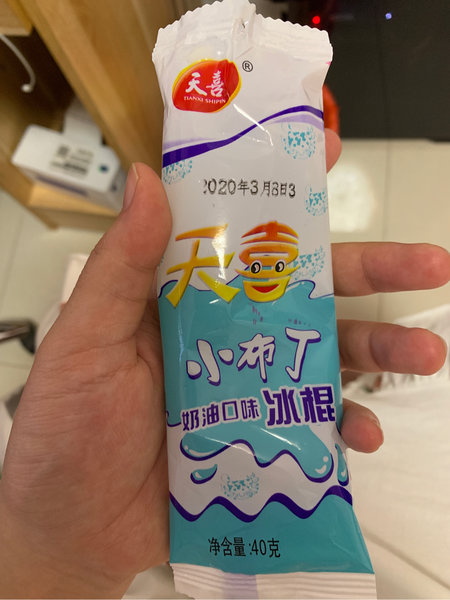 天喜
®
TIANXI SHIPIN
2020年3月8日3
天喜
小布丁
奶油口味 冰棍
净含量:40克